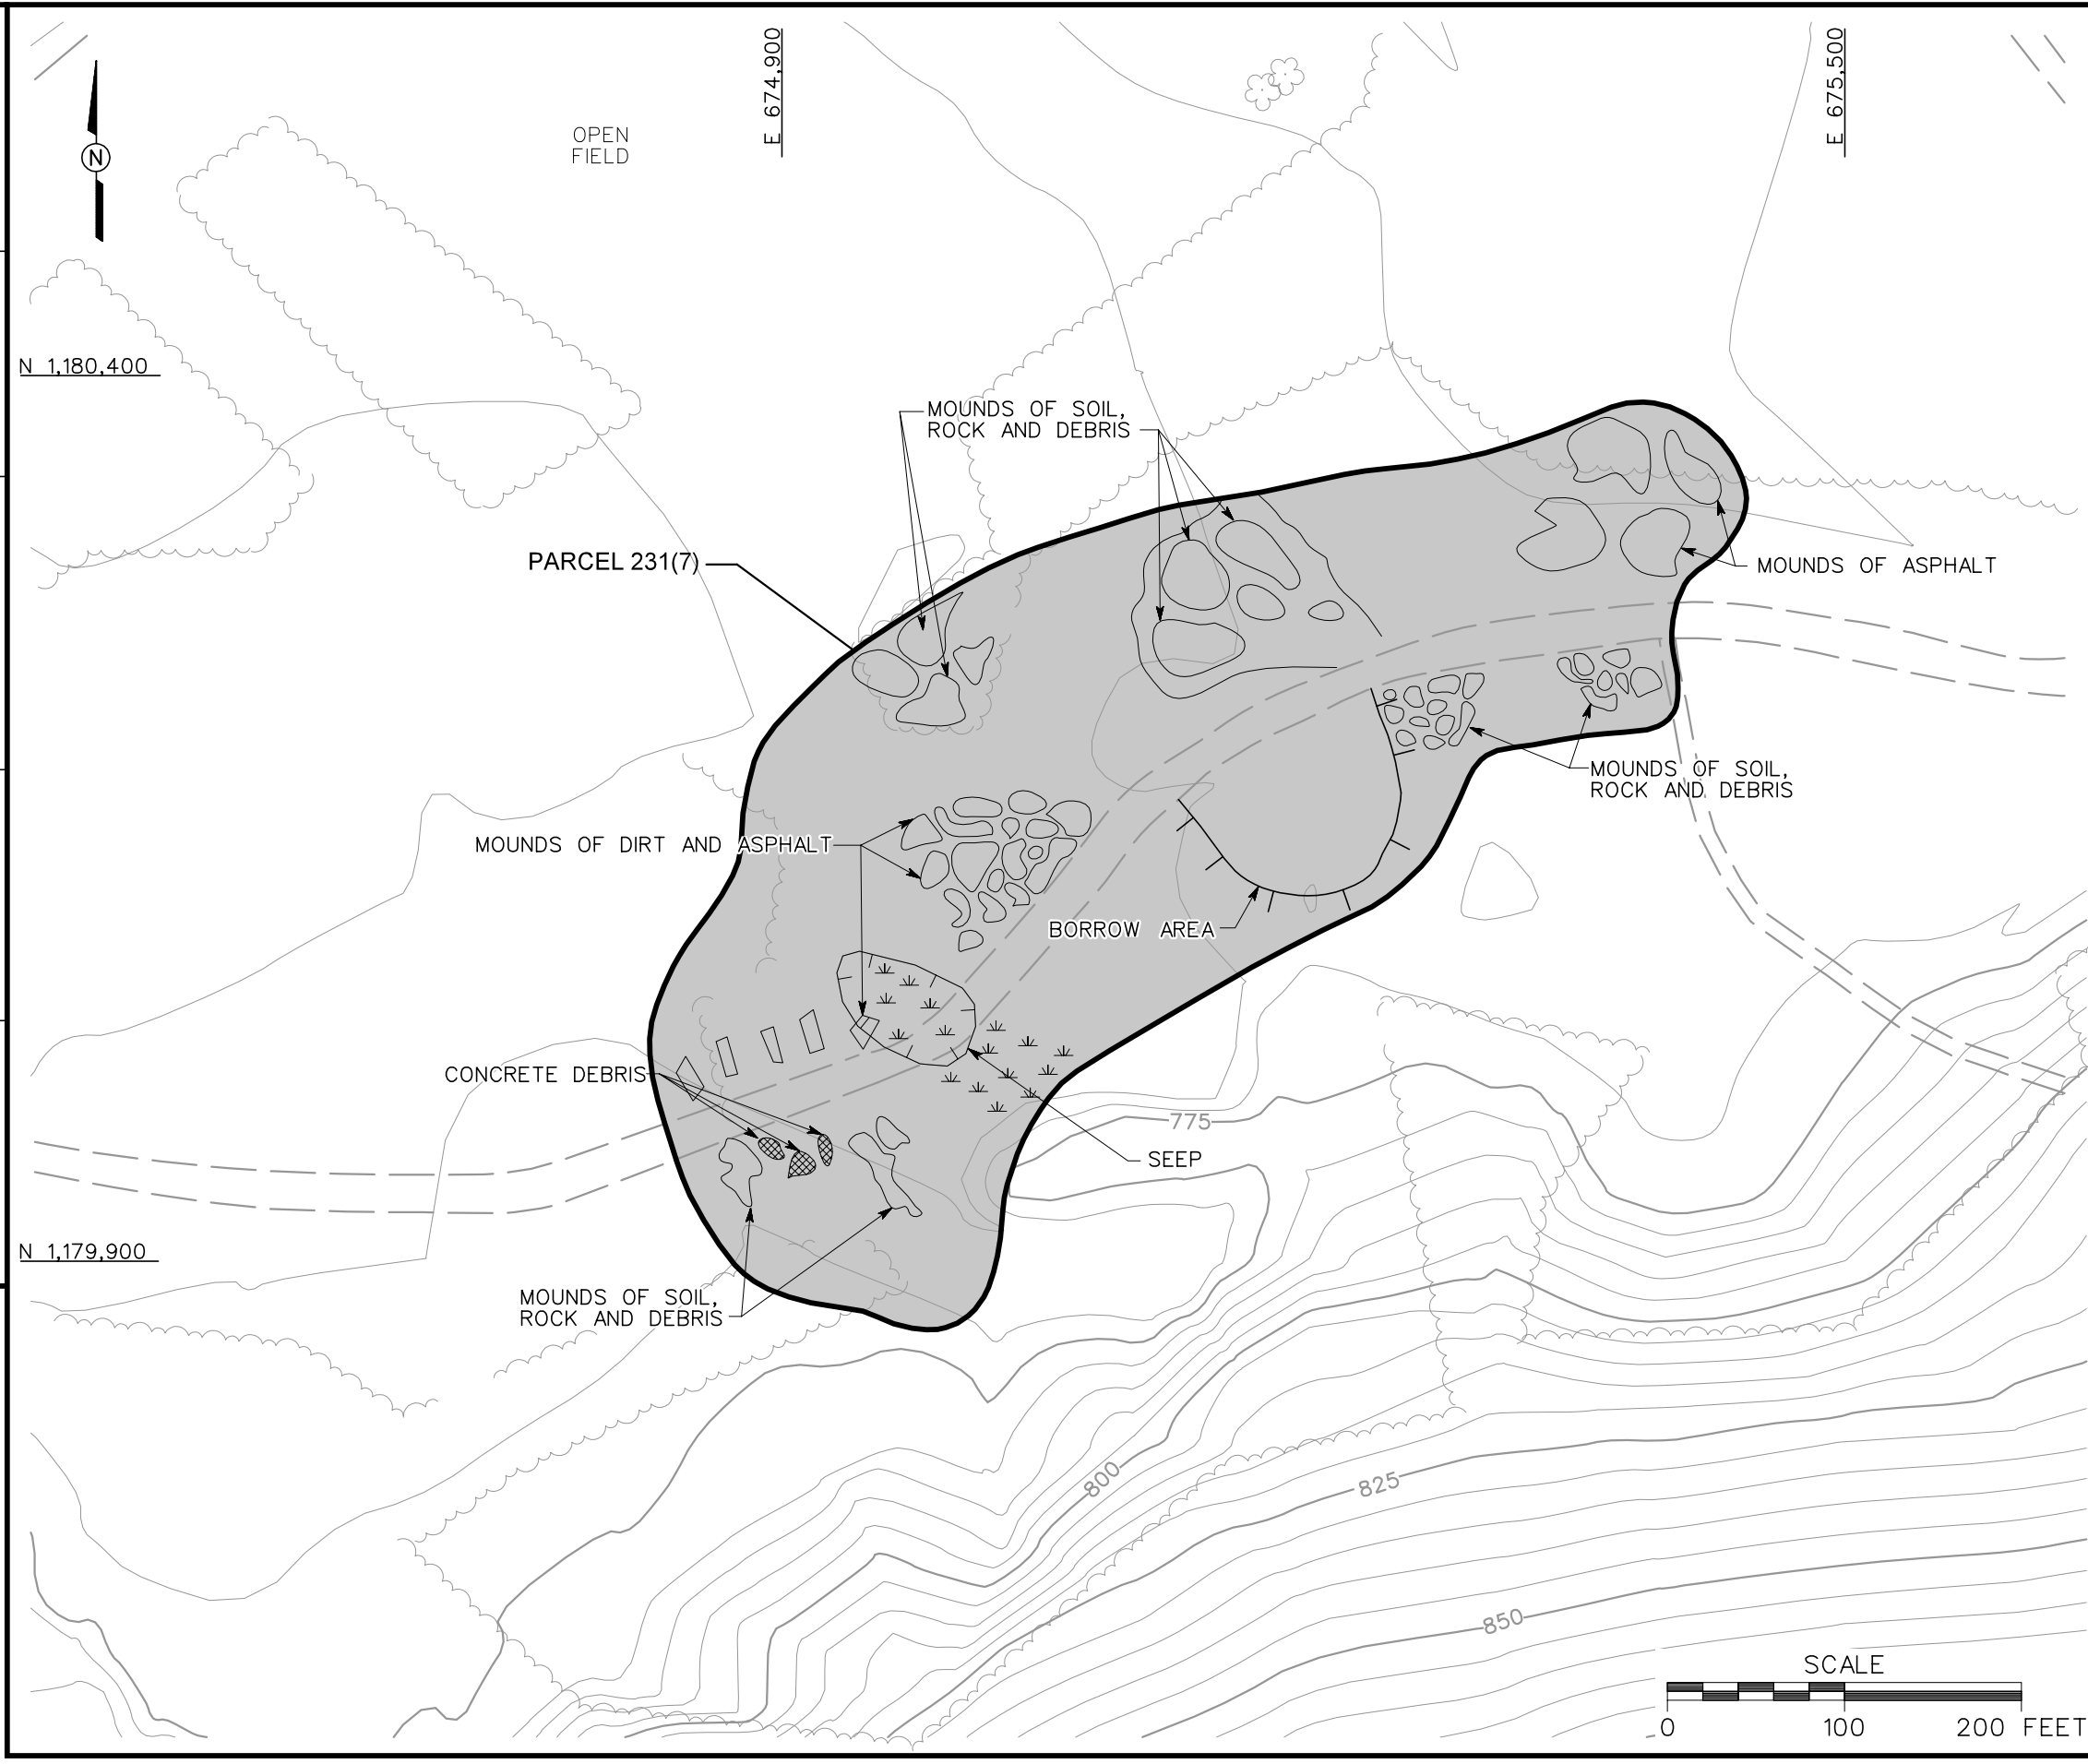 E 674,900
E 675,500
OPEN
FIELD
N
N 1,180,400
MOUNDS OF SOIL,
ROCK AND DEBRIS
PARCEL 231(7)
MOUNDS OF ASPHALT
MOUNDS OF SOIL,
ROCK AND DEBRIS
MOUNDS OF DIRT AND ASPHALT
BORROW AREA
CONCRETE DEBRIS
775
SEEP
N 1,179,900
MOUNDS OF SOIL,
ROCK AND DEBRIS
800
825
850
SCALE
0 100 200 FEET